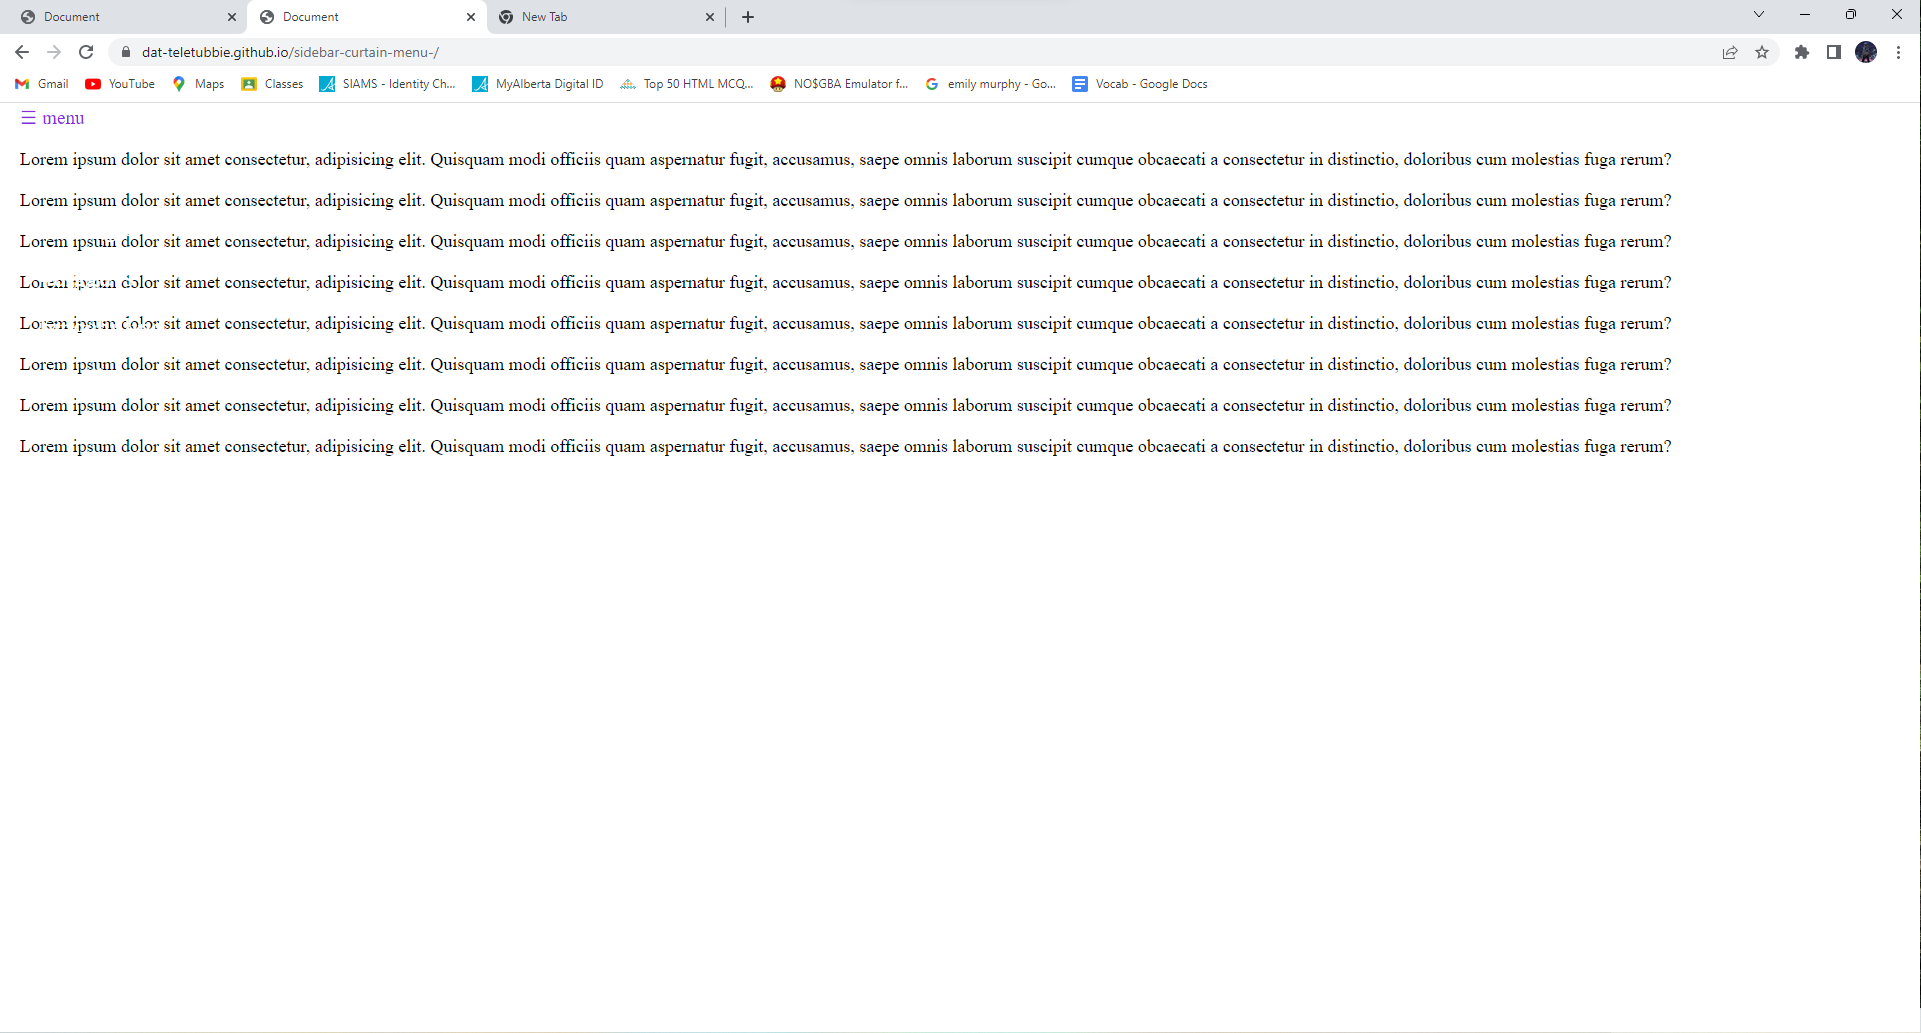 Document
Document
New Tab
dat-teletubbie.github.io/sidebar-curtain-menu-/
Gmail YouTube Maps Classes SIAMS - Identity Ch... MyAlberta Digital ID Top 50 HTML MCQ... NO$GBA Emulator f... emily murphy - Go... Vocab - Google Docs
☰ menu
Lorem ipsum dolor sit amet consectetur, adipisicing elit. Quisquam modi officiis quam aspernatur fugit, accusamus, saepe omnis laborum suscipit cumque obcaecati a consectetur in distinctio, doloribus cum molestias fuga rerum?
Lorem ipsum dolor sit amet consectetur, adipisicing elit. Quisquam modi officiis quam aspernatur fugit, accusamus, saepe omnis laborum suscipit cumque obcaecati a consectetur in distinctio, doloribus cum molestias fuga rerum?
Lorem ipsum dolor sit amet consectetur, adipisicing elit. Quisquam modi officiis quam aspernatur fugit, accusamus, saepe omnis laborum suscipit cumque obcaecati a consectetur in distinctio, doloribus cum molestias fuga rerum?
Lorem ipsum dolor sit amet consectetur, adipisicing elit. Quisquam modi officiis quam aspernatur fugit, accusamus, saepe omnis laborum suscipit cumque obcaecati a consectetur in distinctio, doloribus cum molestias fuga rerum?
Lorem ipsum dolor sit amet consectetur, adipisicing elit. Quisquam modi officiis quam aspernatur fugit, accusamus, saepe omnis laborum suscipit cumque obcaecati a consectetur in distinctio, doloribus cum molestias fuga rerum?
Lorem ipsum dolor sit amet consectetur, adipisicing elit. Quisquam modi officiis quam aspernatur fugit, accusamus, saepe omnis laborum suscipit cumque obcaecati a consectetur in distinctio, doloribus cum molestias fuga rerum?
Lorem ipsum dolor sit amet consectetur, adipisicing elit. Quisquam modi officiis quam aspernatur fugit, accusamus, saepe omnis laborum suscipit cumque obcaecati a consectetur in distinctio, doloribus cum molestias fuga rerum?
Lorem ipsum dolor sit amet consectetur, adipisicing elit. Quisquam modi officiis quam aspernatur fugit, accusamus, saepe omnis laborum suscipit cumque obcaecati a consectetur in distinctio, doloribus cum molestias fuga rerum?